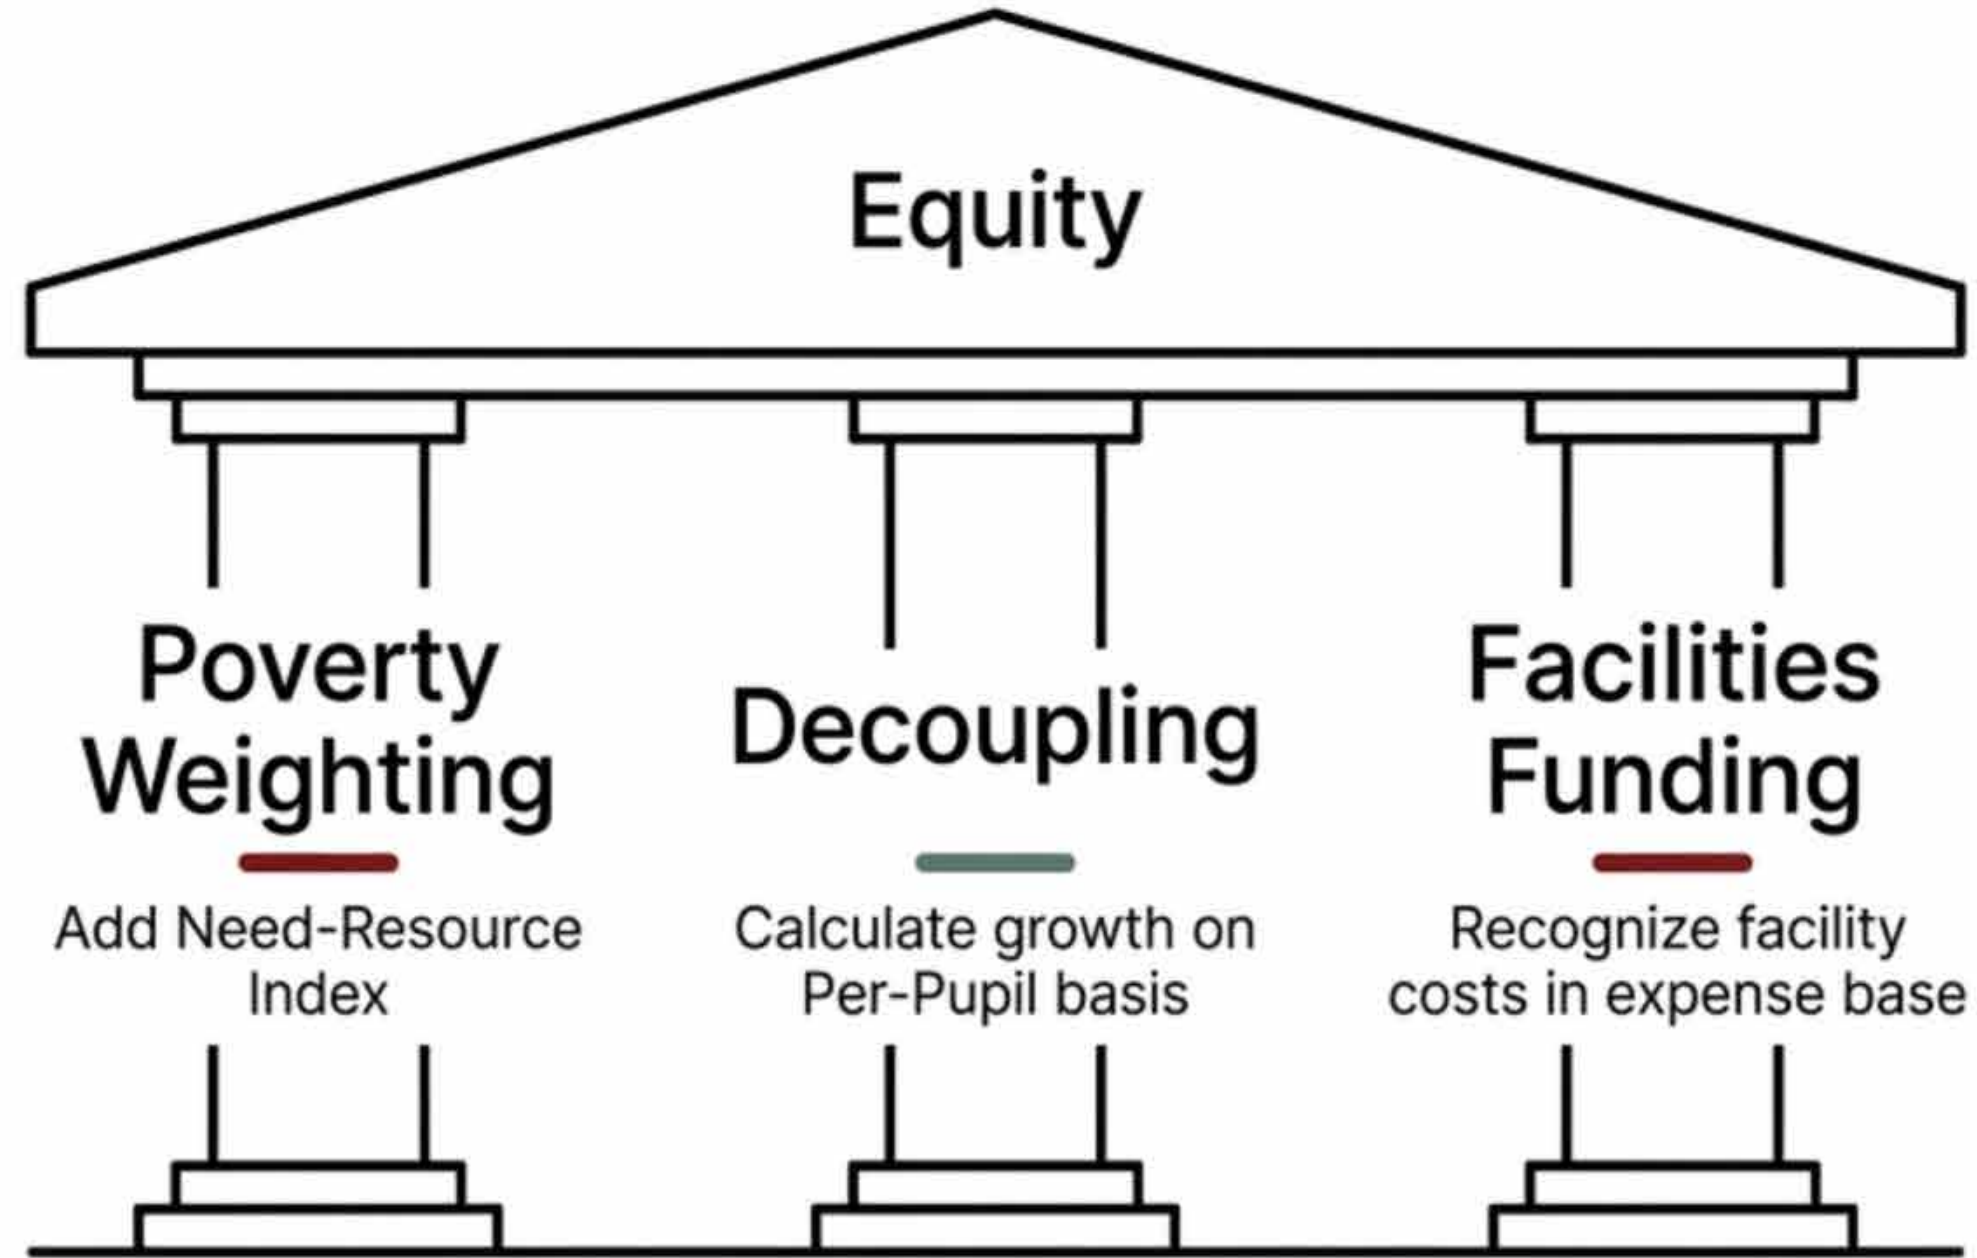 Equity
Poverty
Weighting
Add Need-Resource
Index
Decoupling
Calculate growth on
Per-Pupil basis
Facilities
Funding
Recognize facility
costs in expense base